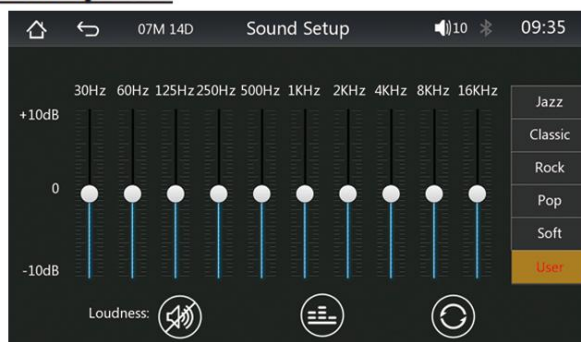 07M 14D Sound Setup 10 09:35
30Hz 60Hz 125Hz 250Hz 500Hz 1KHz 2KHz 4KHz 8KHz 16KHz
+10dB
0
-10dB
Jazz
Classic
Rock
Pop
Soft
User
Loudness: